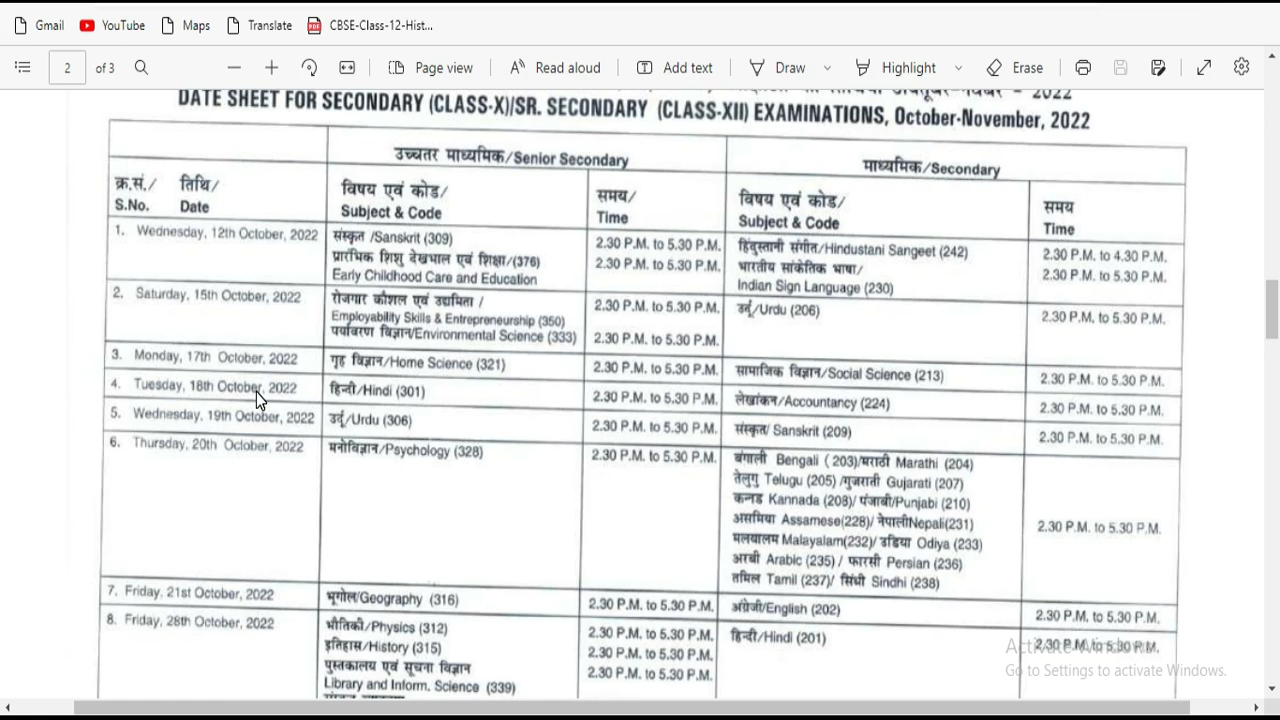 Gmail YouTube Maps Translate CBSE-Class-12-Hist...
2 of 3 Page view Read aloud Add text Draw Highlight Erase
2022
DATE SHEET FOR SECONDARY (CLASS-X)/SR. SECONDARY (CLASS-XII) EXAMINATIONS, October-November, 2022
उच्चतर माध्यमिक/Senior Secondary माध्यमिक/Secondary
क्र.सं./ तिथि/ विषय एवं कोड/ समय/ विषय एवं कोड/ समय
S.No. Date Subject & Code Time Subject & Code Time
1. Wednesday, 12th October, 2022 संस्कृत /Sanskrit (309) 2.30 P.M. to 5.30 P.M. हिंदुस्तानी संगीत/Hindustani Sangeet (242) 2.30 P.M. to 4.30 P.M.
प्रारंभिक शिशु देखभाल एवं शिक्षा/(376) 2.30 P.M. to 5.30 P.M. भारतीय सांकेतिक भाषा/ 2.30 P.M. to 5.30 P.M.
Early Childhood Care and Education Indian Sign Language (230)
2. Saturday, 15th October, 2022 रोजगार कौशल एवं उद्यमिता / 2.30 P.M. to 5.30 P.M. उर्दू/Urdu (206) 2.30 P.M. to 5.30 P.M.
Employability Skills & Entrepreneurship (350)
पर्यावरण विज्ञान/Environmental Science (333) 2.30 P.M. to 5.30 P.M.
3. Monday, 17th October, 2022 गृह विज्ञान/Home Science (321) 2.30 P.M. to 5.30 P.M. सामाजिक विज्ञान/Social Science (213) 2.30 P.M. to 5.30 P.M.
4. Tuesday, 18th October, 2022 हिन्दी/Hindi (301) 2.30 P.M. to 5.30 P.M. लेखांकन/Accountancy (224) 2.30 P.M. to 5.30 P.M.
5. Wednesday, 19th October, 2022 उर्दू/Urdu (306) 2.30 P.M. to 5.30 P.M. संस्कृत/ Sanskrit (209) 2.30 P.M. to 5.30 P.M.
6. Thursday, 20th October, 2022 मनोविज्ञान/Psychology (328) 2.30 P.M. to 5.30 P.M. बंगाली Bengali ( 203)/मराठी Marathi (204)
तेलुगु Telugu (205) /गुजराती Gujarati (207)
कन्नड Kannada (208)/ पंजाबी/Punjabi (210)
असमिया Assamese(228)/ नेपालीNepali(231) 2.30 P.M. to 5.30 P.M.
मलयालम Malayalam(232)/ उडिया Odiya (233)
अरबी Arabic (235) / फारसी Persian (236)
तमिल Tamil (237)/ सिंधी Sindhi (238)
7. Friday, 21st October, 2022 भूगोल/Geography (316) 2.30 P.M. to 5.30 P.M. अंग्रेजी/English (202) 2.30 P.M. to 5.30 P.M.
8. Friday, 28th October, 2022 भौतिकी/Physics (312) 2.30 P.M. to 5.30 P.M. हिन्दी/Hindi (201) 2.30 P.M. to 5.30 P.M.
इतिहास/History (315) 2.30 P.M. to 5.30 P.M.
पुस्तकालय एवं सूचना विज्ञान 2.30 P.M. to 5.30 P.M.
Library and Inform. Science (339)
Activate Windows
Go to Settings to activate Windows.